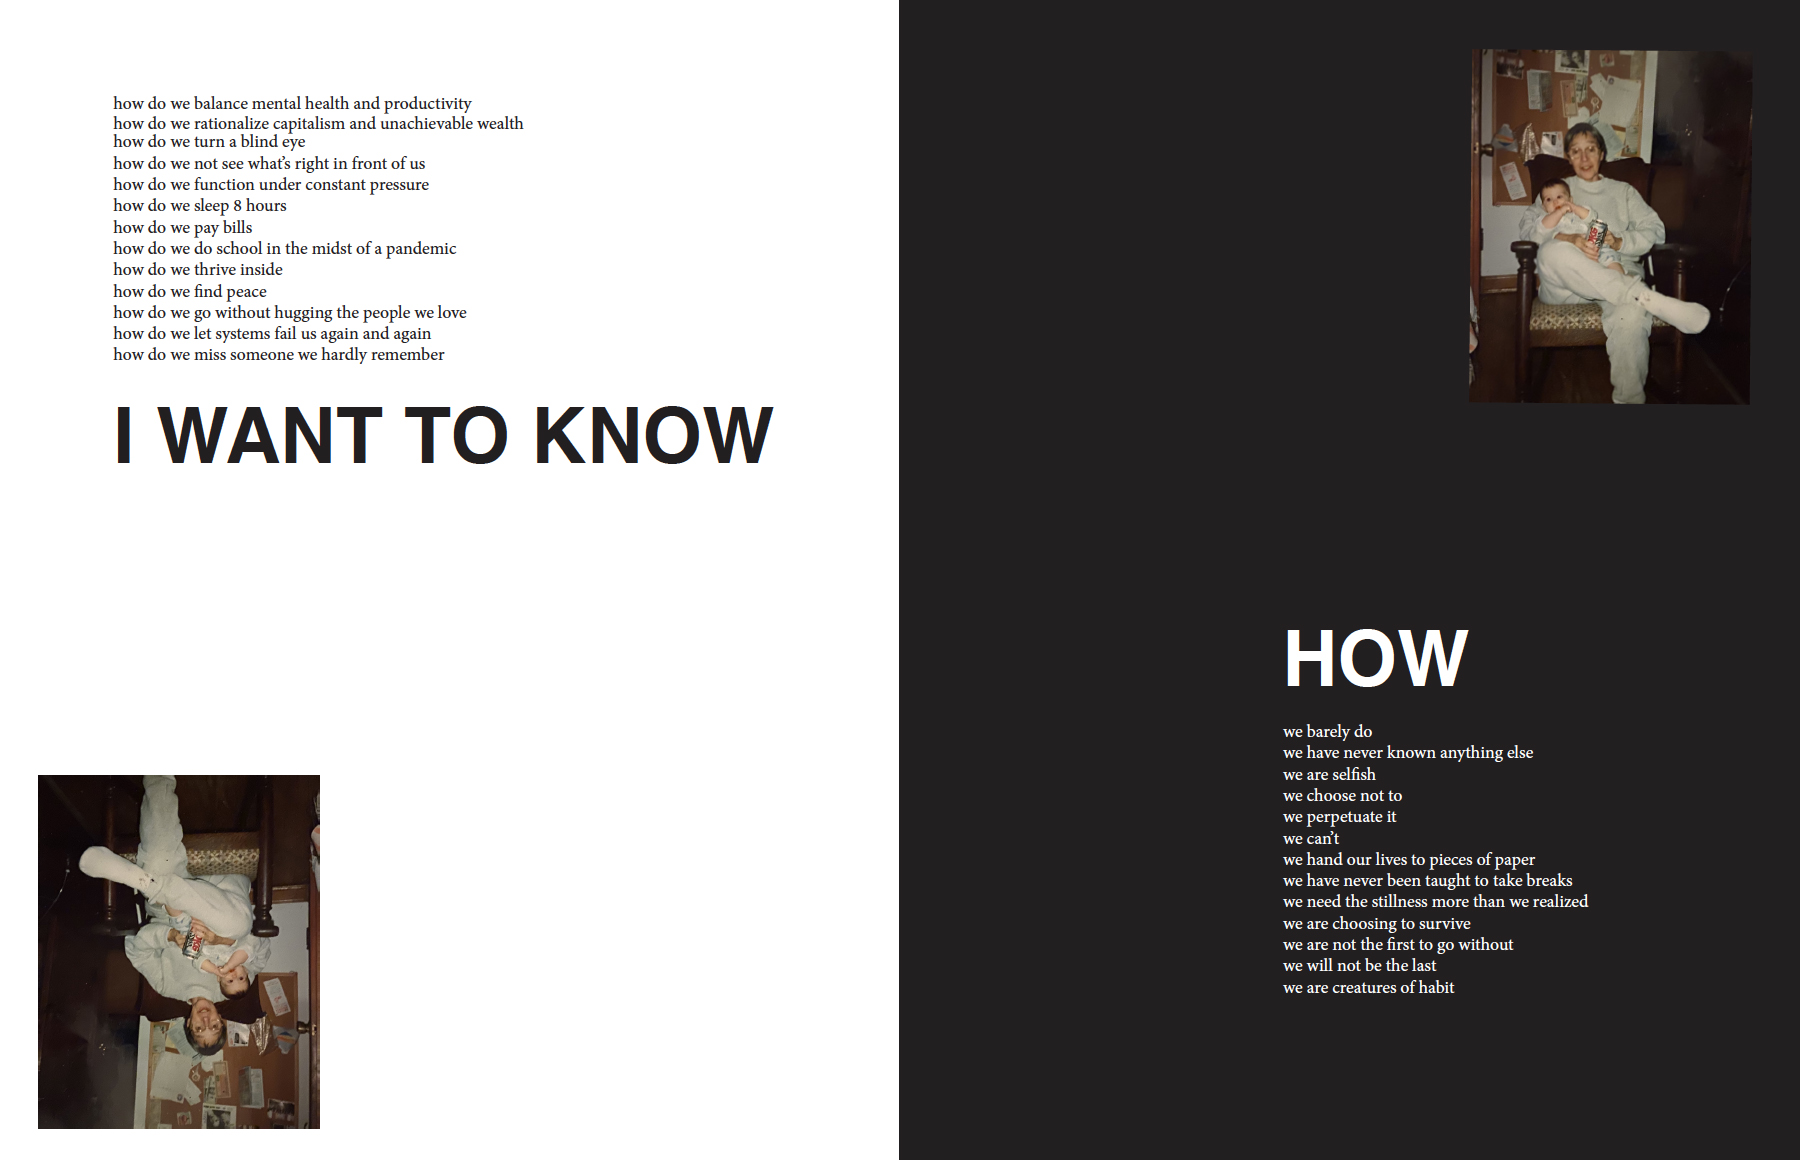 how do we balance mental health and productivity
how do we rationalize capitalism and unachievable wealth
how do we turn a blind eye
how do we not see what’s right in front of us
how do we function under constant pressure
how do we sleep 8 hours
how do we pay bills
how do we do school in the midst of a pandemic
how do we thrive inside
how do we find peace
how do we go without hugging the people we love
how do we let systems fail us again and again
how do we miss someone we hardly remember
I WANT TO KNOW
HOW
we barely do
we have never known anything else
we are selfish
we choose not to
we perpetuate it
we can’t
we hand our lives to pieces of paper
we have never been taught to take breaks
we need the stillness more than we realized
we are choosing to survive
we are not the first to go without
we will not be the last
we are creatures of habit